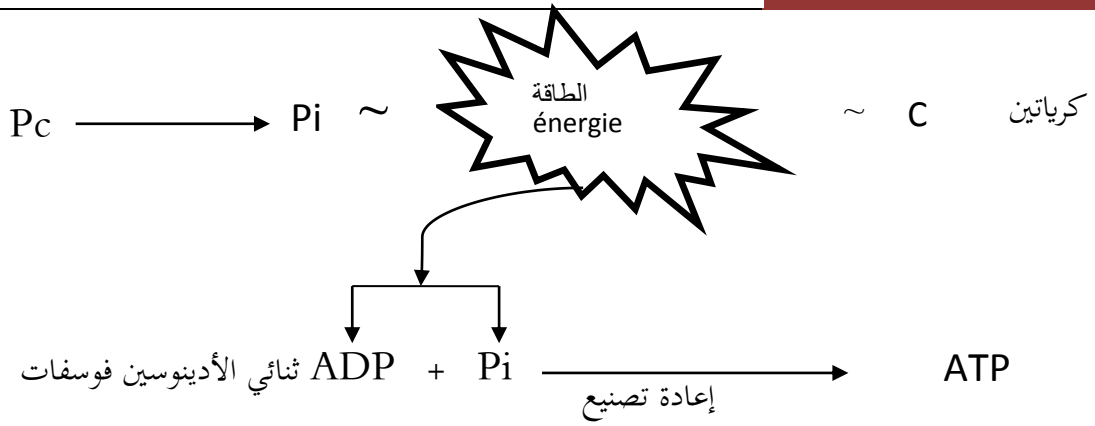 الطاقة
énergie
Pc Pi ~ ~ C كرياتين
ثنائي الأدينوسين فوسفات ADP + Pi ATP
إعادة تصنيع